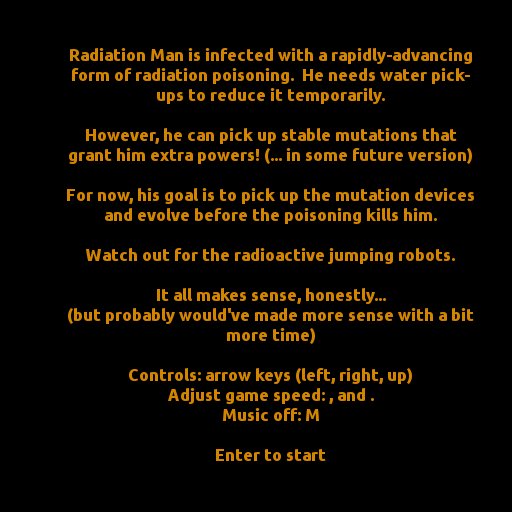 Radiation Man is infected with a rapidly-advancing
form of radiation poisoning.  He needs water pick-
ups to reduce it temporarily.
However, he can pick up stable mutations that
grant him extra powers! (... in some future version)
For now, his goal is to pick up the mutation devices
and evolve before the poisoning kills him.
Watch out for the radioactive jumping robots.
It all makes sense, honestly...
(but probably would've made more sense with a bit
more time)
Controls: arrow keys (left, right, up)
Adjust game speed: , and .
Music off: M
Enter to start